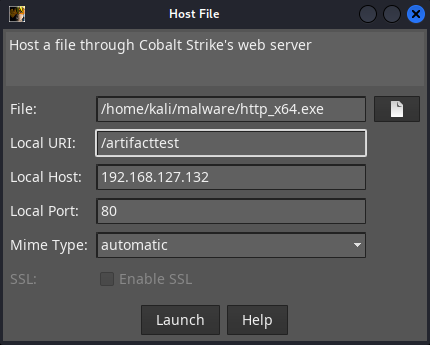 Host File
Host a file through Cobalt Strike's web server
File: /home/kali/malware/http_x64.exe
Local URI: /artifacttest
Local Host: 192.168.127.132
Local Port: 80
Mime Type: automatic
SSL: Enable SSL
Launch Help